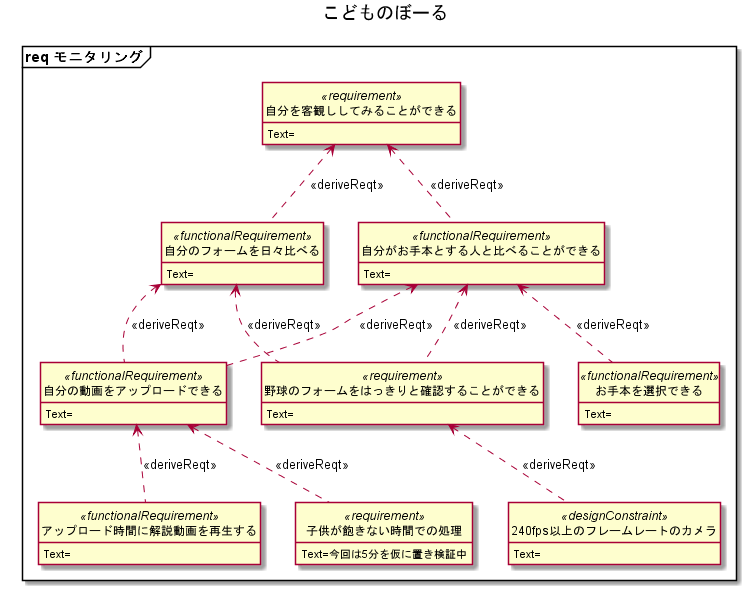 こどものぼーる
req モニタリング
«requirement»
自分を客観ししてみることができる
Text=
«deriveReqt» «deriveReqt»
«functionalRequirement»
自分のフォームを日々比べる
Text=
«functionalRequirement»
自分がお手本とする人と比べることができる
Text=
«deriveReqt» «deriveReqt» «deriveReqt» «deriveReqt» «deriveReqt»
«functionalRequirement»
自分の動画をアップロードできる
Text=
«requirement»
野球のフォームをはっきりと確認することができる
Text=
«functionalRequirement»
お手本を選択できる
Text=
«deriveReqt» «deriveReqt» «deriveReqt»
«functionalRequirement»
アップロード時間に解説動画を再生する
Text=
«requirement»
子供が飽きない時間での処理
Text=今回は5分を仮に置き検証中
«designConstraint»
240fps以上のフレームレートのカメラ
Text=